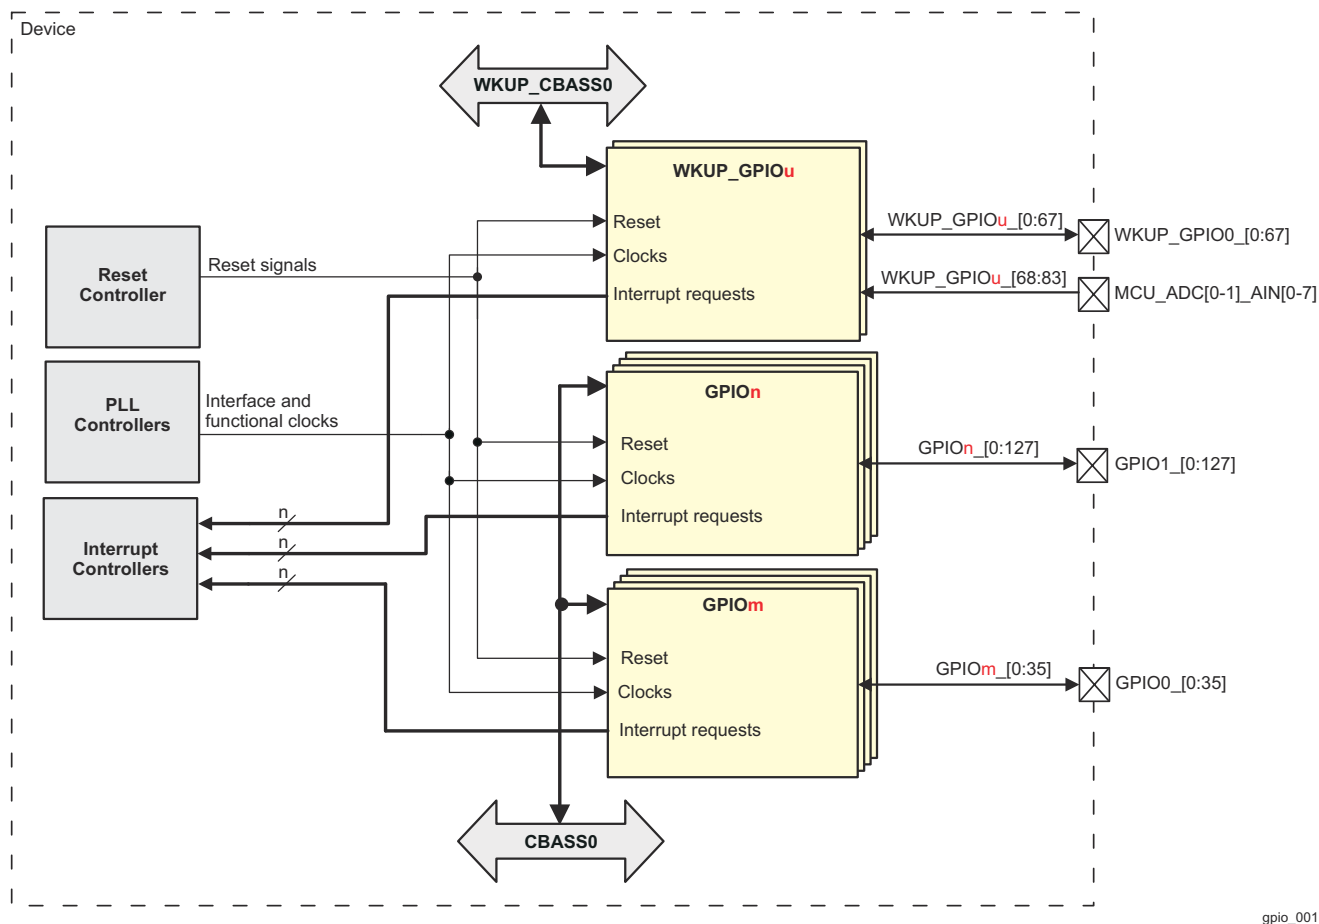 Device
WKUP_CBASS0
WKUP_GPIOu
Reset
Clocks
Interrupt requests
WKUP_GPIOu_[0:67]
WKUP_GPIO0_[0:67]
WKUP_GPIOu_[68:83]
MCU_ADC[0-1]_AIN[0-7]
Reset
Controller
Reset signals
PLL
Controllers
Interface and
functional clocks
GPIOn
Reset
Clocks
Interrupt requests
GPIOn_[0:127]
GPIO1_[0:127]
Interrupt
Controllers
n
n
n
GPIOm
Reset
Clocks
Interrupt requests
GPIOm_[0:35]
GPIO0_[0:35]
CBASS0
gpio_001